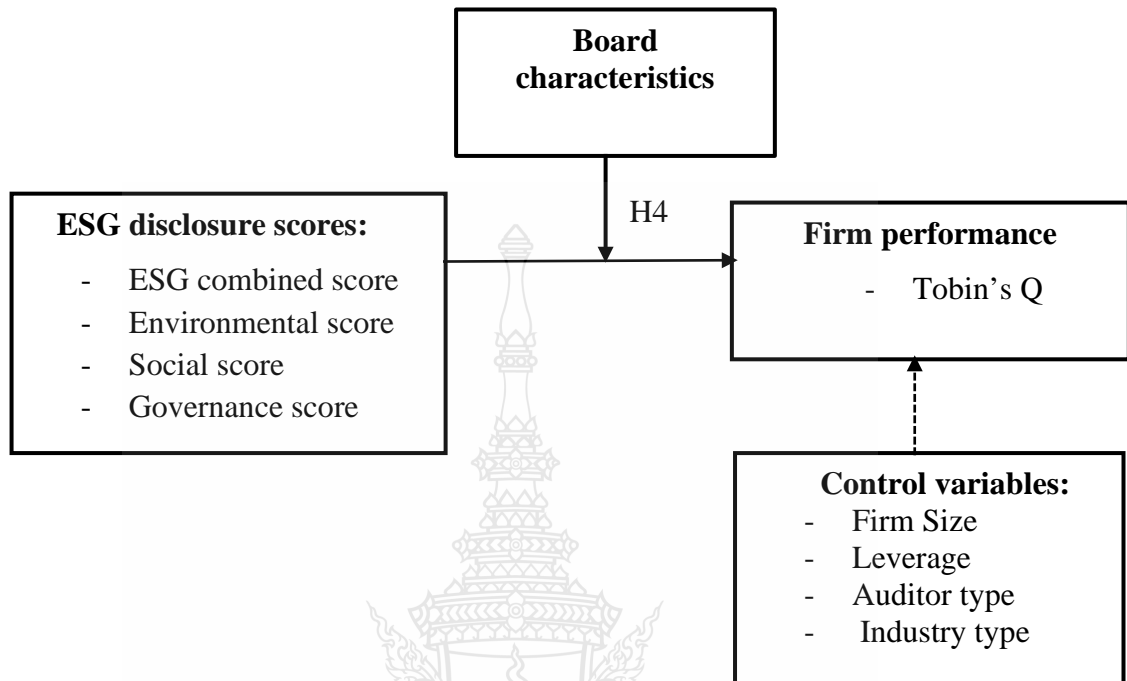 Board
characteristics
H4
ESG disclosure scores:
- ESG combined score
- Environmental score
- Social score
- Governance score
Firm performance
- Tobin’s Q
Control variables:
- Firm Size
- Leverage
- Auditor type
- Industry type